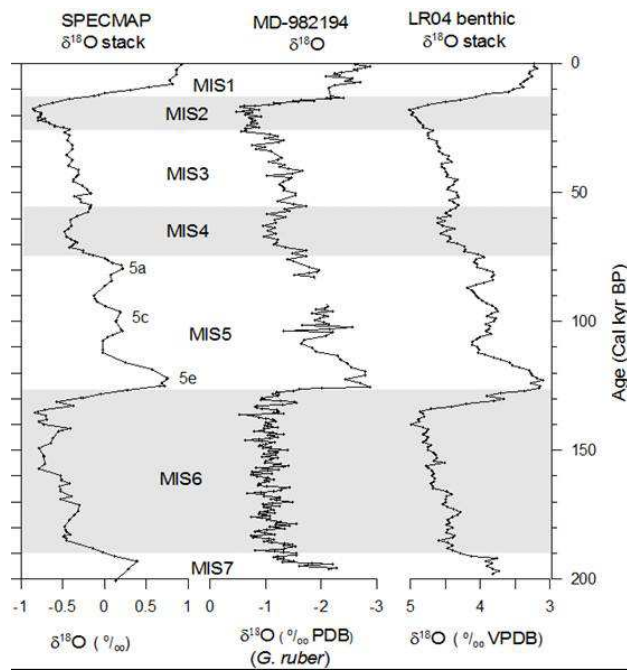 SPECMAP
δ18O stack
MD-982194
δ18O
LR04 benthic
δ18O stack
0
MIS1
MIS2
MIS3
50
MIS4
5a
5c
100
MIS5
5e
150
MIS6
MIS7
200
Age (Cal kyr BP)
-1 -0.5 0 0.5 1
0 -1 -2 -3
5 4 3
δ18O ( ‰)
δ18O ( ‰ PDB)
(G. ruber)
δ18O ( ‰ VPDB)